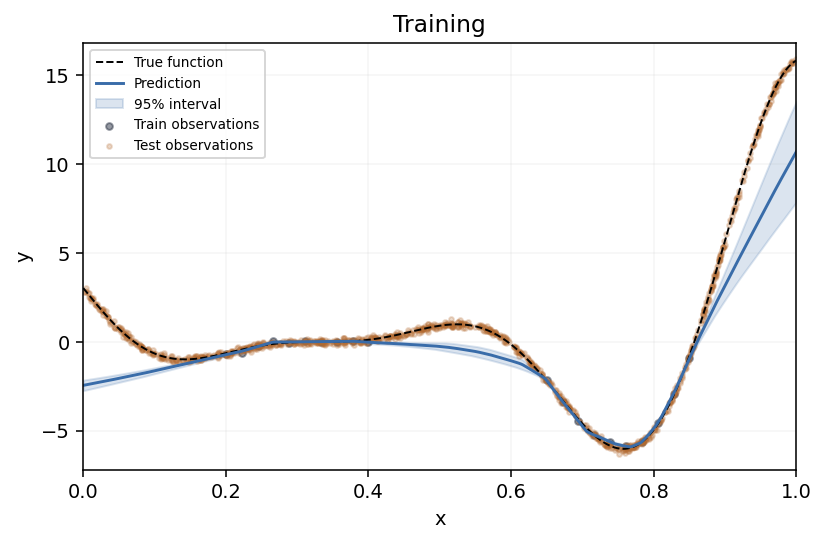 Training
True function
Prediction
95% interval
Train observations
Test observations
15
10
5
0
−5
y
0.0 0.2 0.4 0.6 0.8 1.0
x